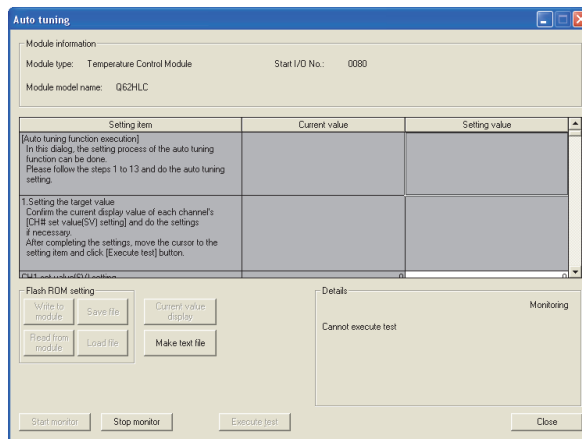 Auto tuning
Module information
Module type: Temperature Control Module Start I/O No.: 0080
Module model name: Q62HLC
Setting item Current value Setting value
[Auto tuning function execution]
In this dialog, the setting process of the auto tuning
function can be done.
Please follow the steps 1 to 13 and do the auto tuning
setting.
1.Setting the target value
Confirm the current display value of each channel's
[CH# set value(SV) setting] and do the settings
if necessary.
After completing the settings, move the cursor to the
setting item and click [Execute test] button.
CH1 set value(SV) setting 0 0
Flash ROM setting
Write to
module
Save file
Current value
display
Read from
module
Load file
Make text file
Details
Monitoring
Cannot execute test
Start monitor Stop monitor Execute test Close